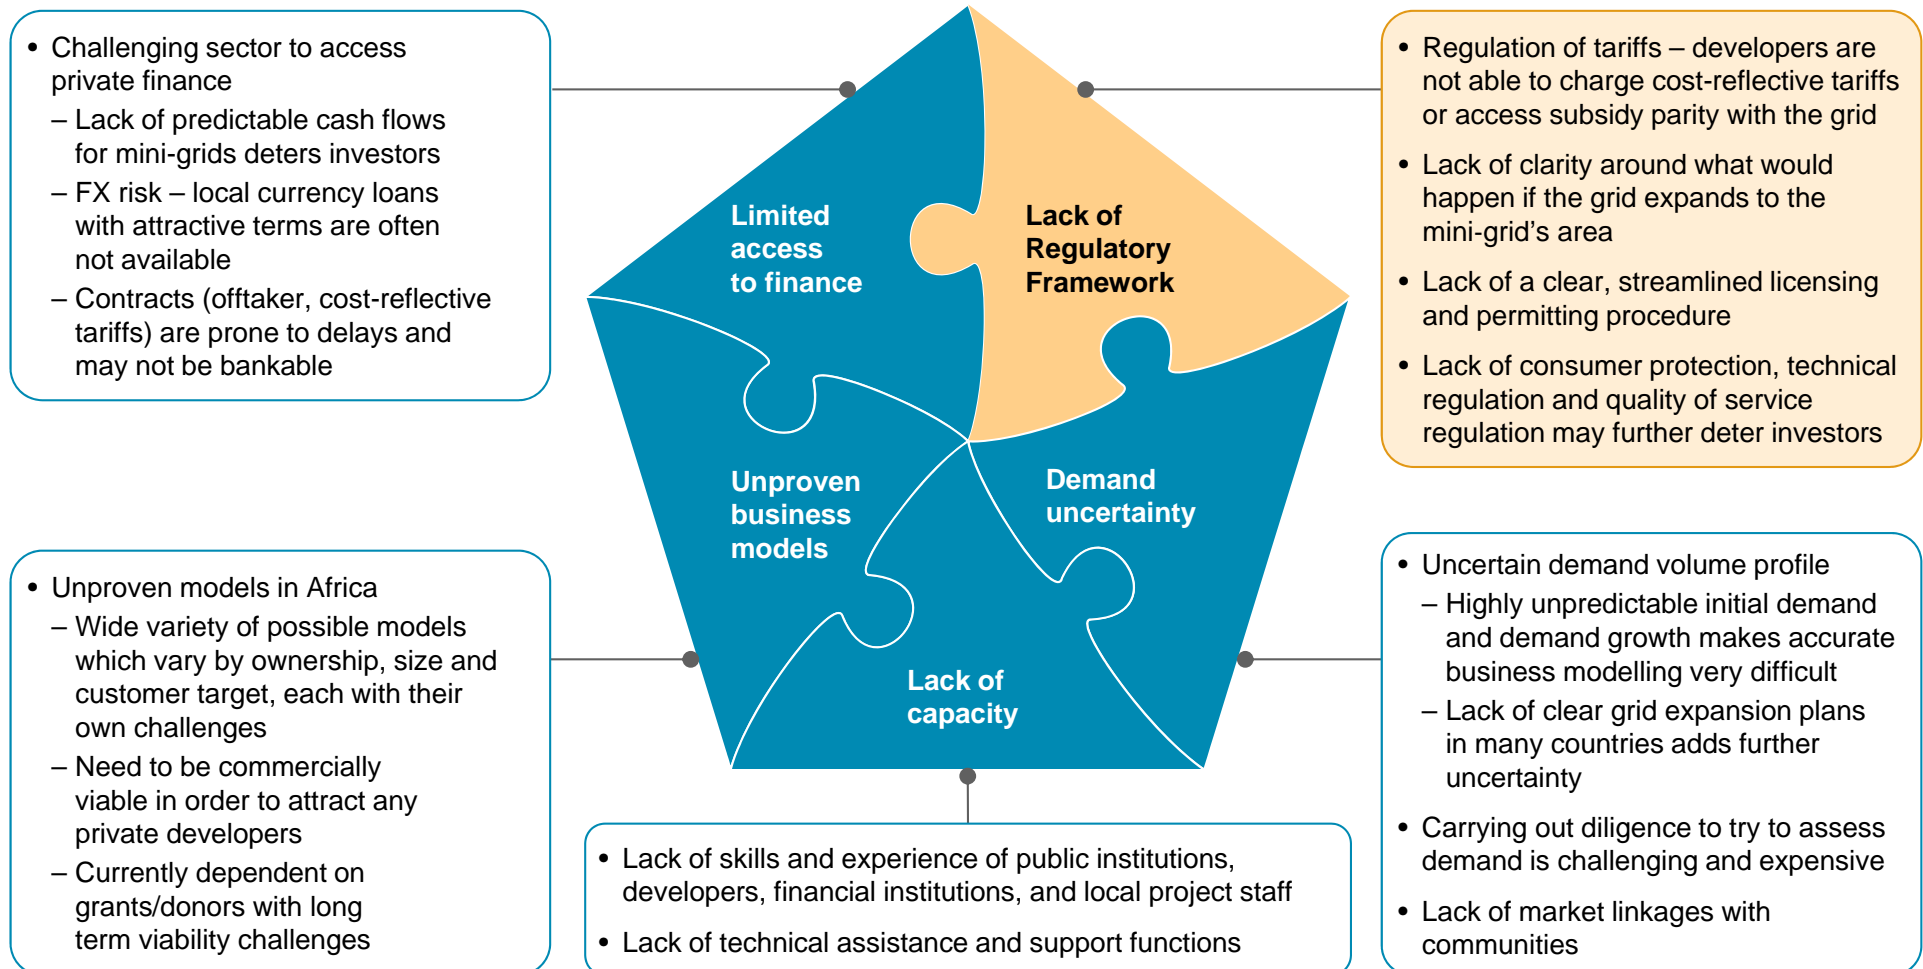 • Challenging sector to access
private finance
– Lack of predictable cash flows
for mini-grids deters investors
– FX risk – local currency loans
with attractive terms are often
not available
– Contracts (offtaker, cost-reflective
tariffs) are prone to delays and
may not be bankable
Limited
access
to finance
Lack of
Regulatory
Framework
• Regulation of tariffs – developers are
not able to charge cost-reflective tariffs
or access subsidy parity with the grid
• Lack of clarity around what would
happen if the grid expands to the
mini-grid’s area
• Lack of a clear, streamlined licensing
and permitting procedure
• Lack of consumer protection, technical
regulation and quality of service
regulation may further deter investors
Unproven
business
models
Demand
uncertainty
Lack of
capacity
• Unproven models in Africa
– Wide variety of possible models
which vary by ownership, size and
customer target, each with their
own challenges
– Need to be commercially
viable in order to attract any
private developers
– Currently dependent on
grants/donors with long
term viability challenges
• Lack of skills and experience of public institutions,
developers, financial institutions, and local project staff
• Lack of technical assistance and support functions
• Uncertain demand volume profile
– Highly unpredictable initial demand
and demand growth makes accurate
business modelling very difficult
– Lack of clear grid expansion plans
in many countries adds further
uncertainty
• Carrying out diligence to try to assess
demand is challenging and expensive
• Lack of market linkages with
communities